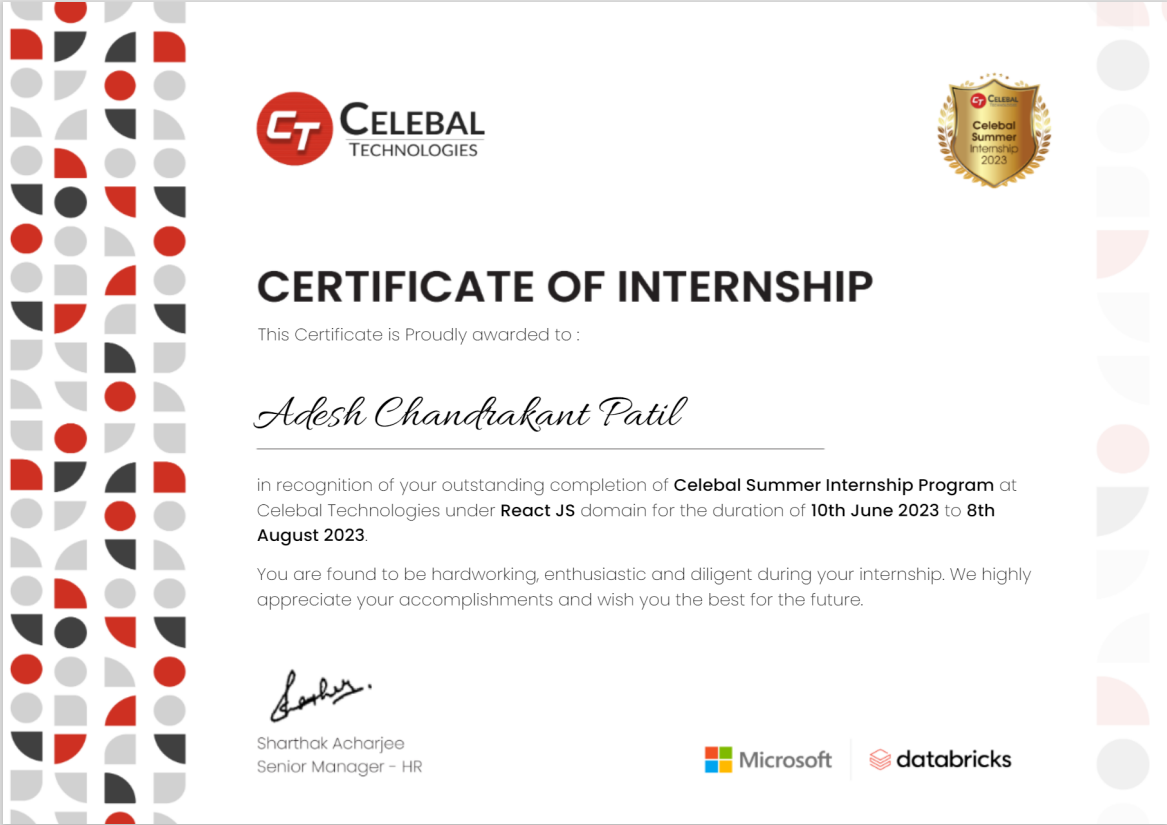 CT CELEBAL
TECHNOLOGIES
CT CELEBAL
TECHNOLOGIES
Celebal
Summer
Internship
2023
CERTIFICATE OF INTERNSHIP
This Certificate is Proudly awarded to :
Adesh Chandrakant Patil
in recognition of your outstanding completion of Celebal Summer Internship Program at
Celebal Technologies under React JS domain for the duration of 10th June 2023 to 8th
August 2023.
You are found to be hardworking, enthusiastic and diligent during your internship. We highly
appreciate your accomplishments and wish you the best for the future.
Sharthak Acharjee
Senior Manager - HR
Microsoft
databricks